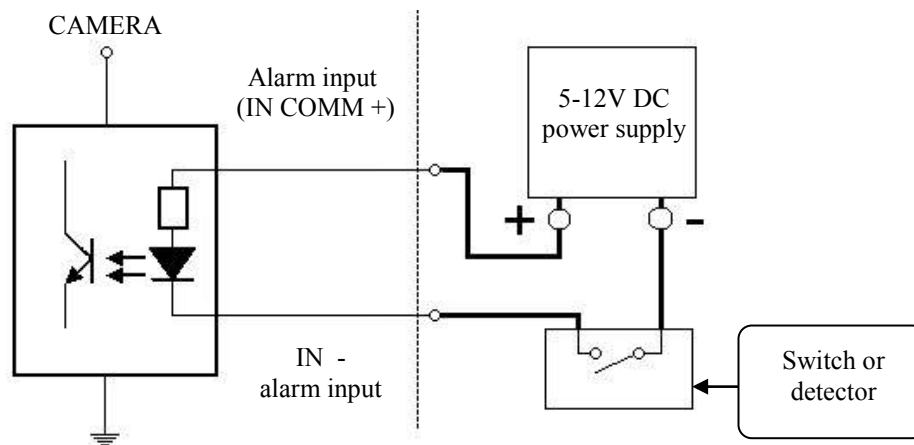 CAMERA
Alarm input
(IN COMM +)
5-12V DC
power supply
+
-
IN -
alarm input
Switch or
detector